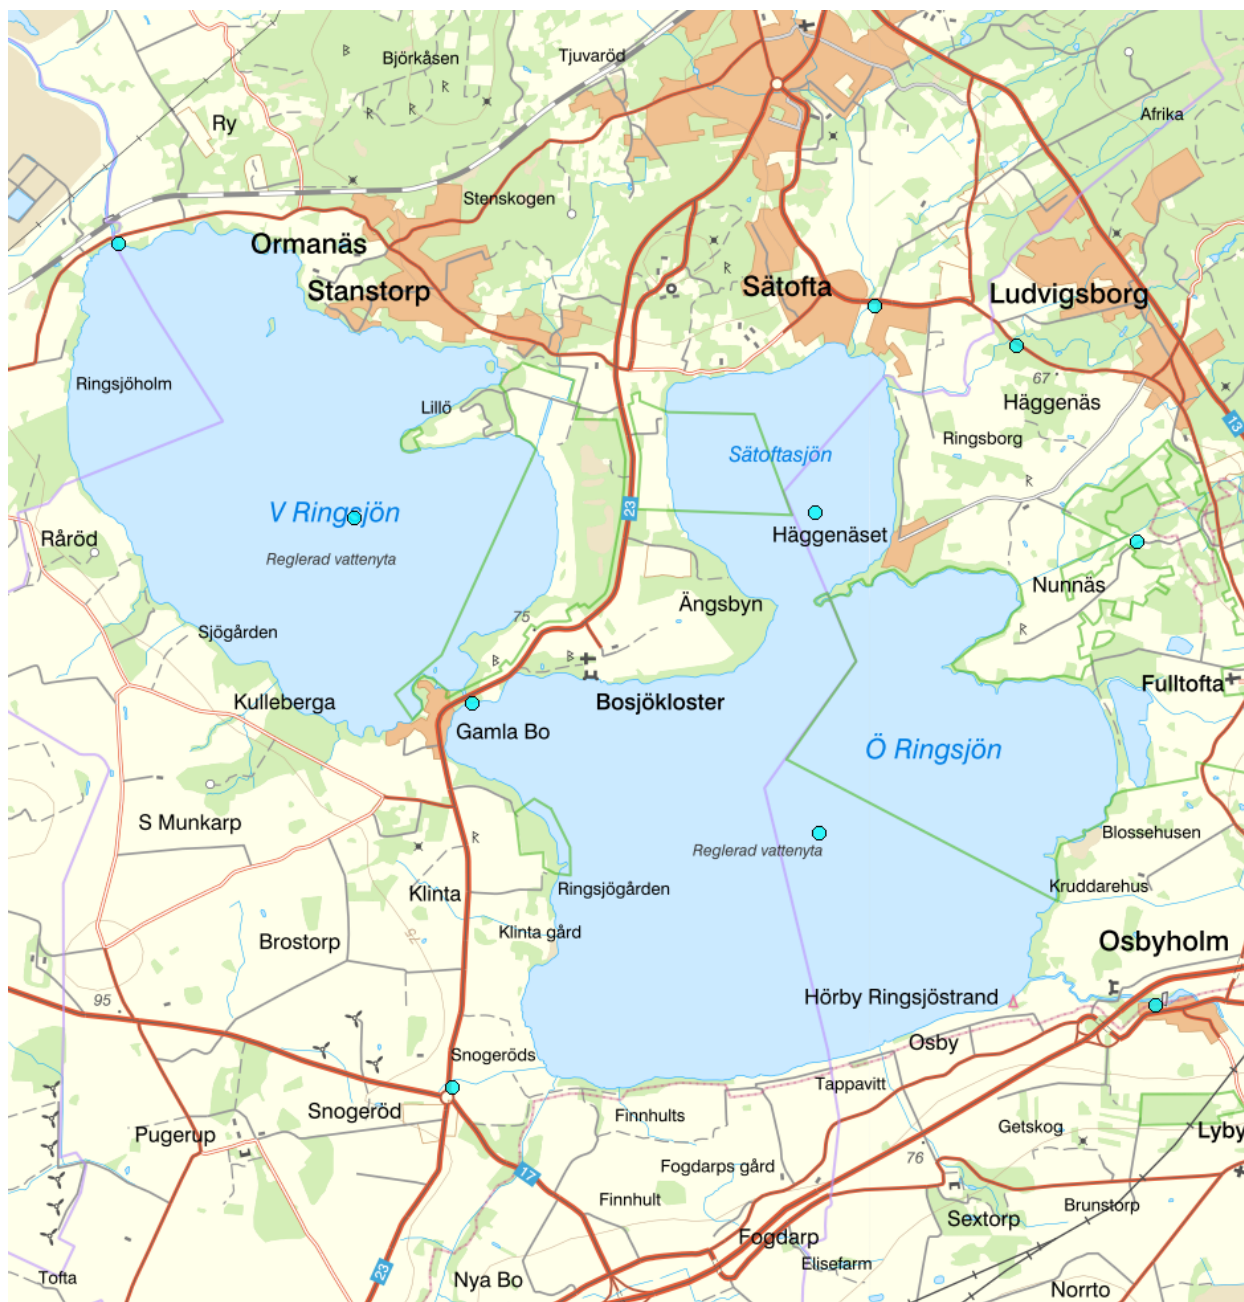 Björkåsen
Tjuvaröd
Afrika
Ry
Stenskogen
Ormanäs
Stanstorp
Sätofta
Ludvigsborg
Ringsjöholm
67
Häggenäs
Lillö
13
Ringsborg
Sätoftasjön
V Ringsjön
23
Häggenäset
Råröd
Reglerad vattenyta
Nunnäs
Ängsbyn
75
Sjögården
Fulltofta
Kulleberga
Bosjökloster
Gamla Bo
Ö Ringsjön
S Munkarp
Blossehusen
Reglerad vattenyta
Klinta
Ringsjögården
Kruddarehus
Klinta gård
Brostorp
75
Osbyholm
95
Hörby Ringsjöstrand
Osby
Snogeröds
Tappavitt
Snogeröd
Finnhults
Getskog
Lyby
Pugerup
76
Fogdarps gård
17
Finnhult
Brunstorp
Sextorp
Fogdarp
Elisefarm
23
Tofta
Nya Bo
Norrto